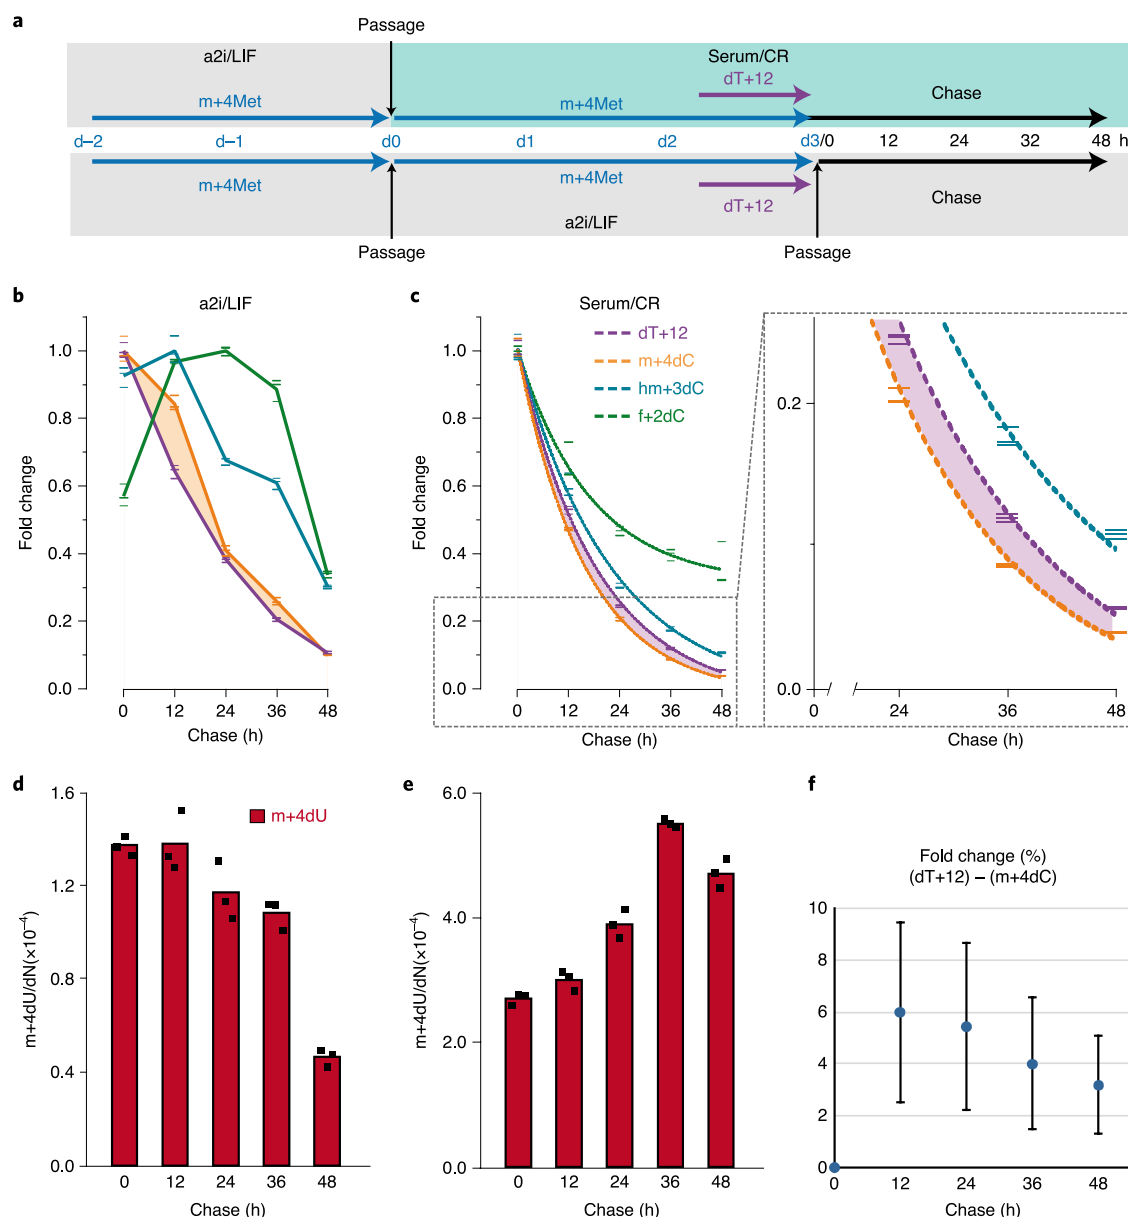 a
Passage
a2i/LIF
Serum/CR
dT+12
m+4Met
m+4Met
Chase
d–2
d–1
d0
d1
d2
d3/0
12
24
32
48
h
m+4Met
m+4Met
dT+12
Chase
a2i/LIF
Passage
Passage
b
a2i/LIF
Fold change
1.0
0.8
0.6
0.4
0.2
0.0
0
12
24
36
48
Chase (h)
c
Serum/CR
dT+12
m+4dC
hm+3dC
f+2dC
Fold change
1.0
0.8
0.6
0.4
0.2
0.0
0
12
24
36
48
Chase (h)
0.2
0.0
0
24
36
48
Chase (h)
d
m+4dU
m+4dU/dN(×10⁻⁴)
1.6
1.2
0.8
0.4
0.0
0
12
24
36
48
Chase (h)
e
m+4dU/dN(×10⁻⁴)
6.0
4.0
2.0
0.0
0
12
24
36
48
Chase (h)
f
Fold change (%)
(dT+12) – (m+4dC)
10
8
6
4
2
0
0
12
24
36
48
Chase (h)